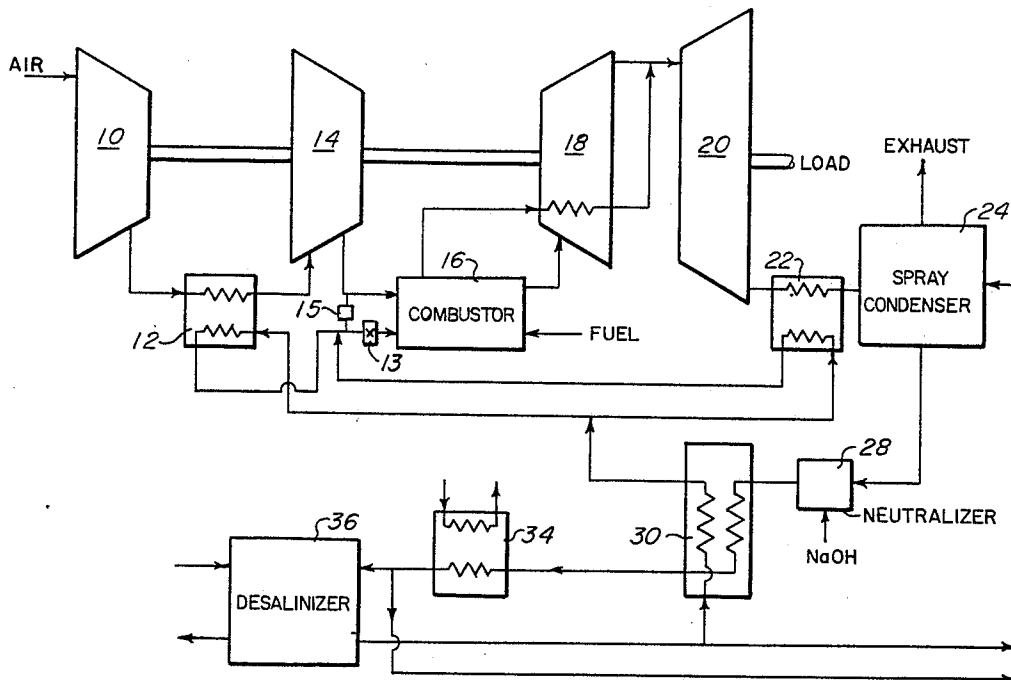 AIR
10
14
18
20
LOAD
EXHAUST
24
SPRAY
CONDENSER
22
16
COMBUSTOR
15
12
13
FUEL
28
NEUTRALIZER
NaOH
30
34
36
DESALINIZER